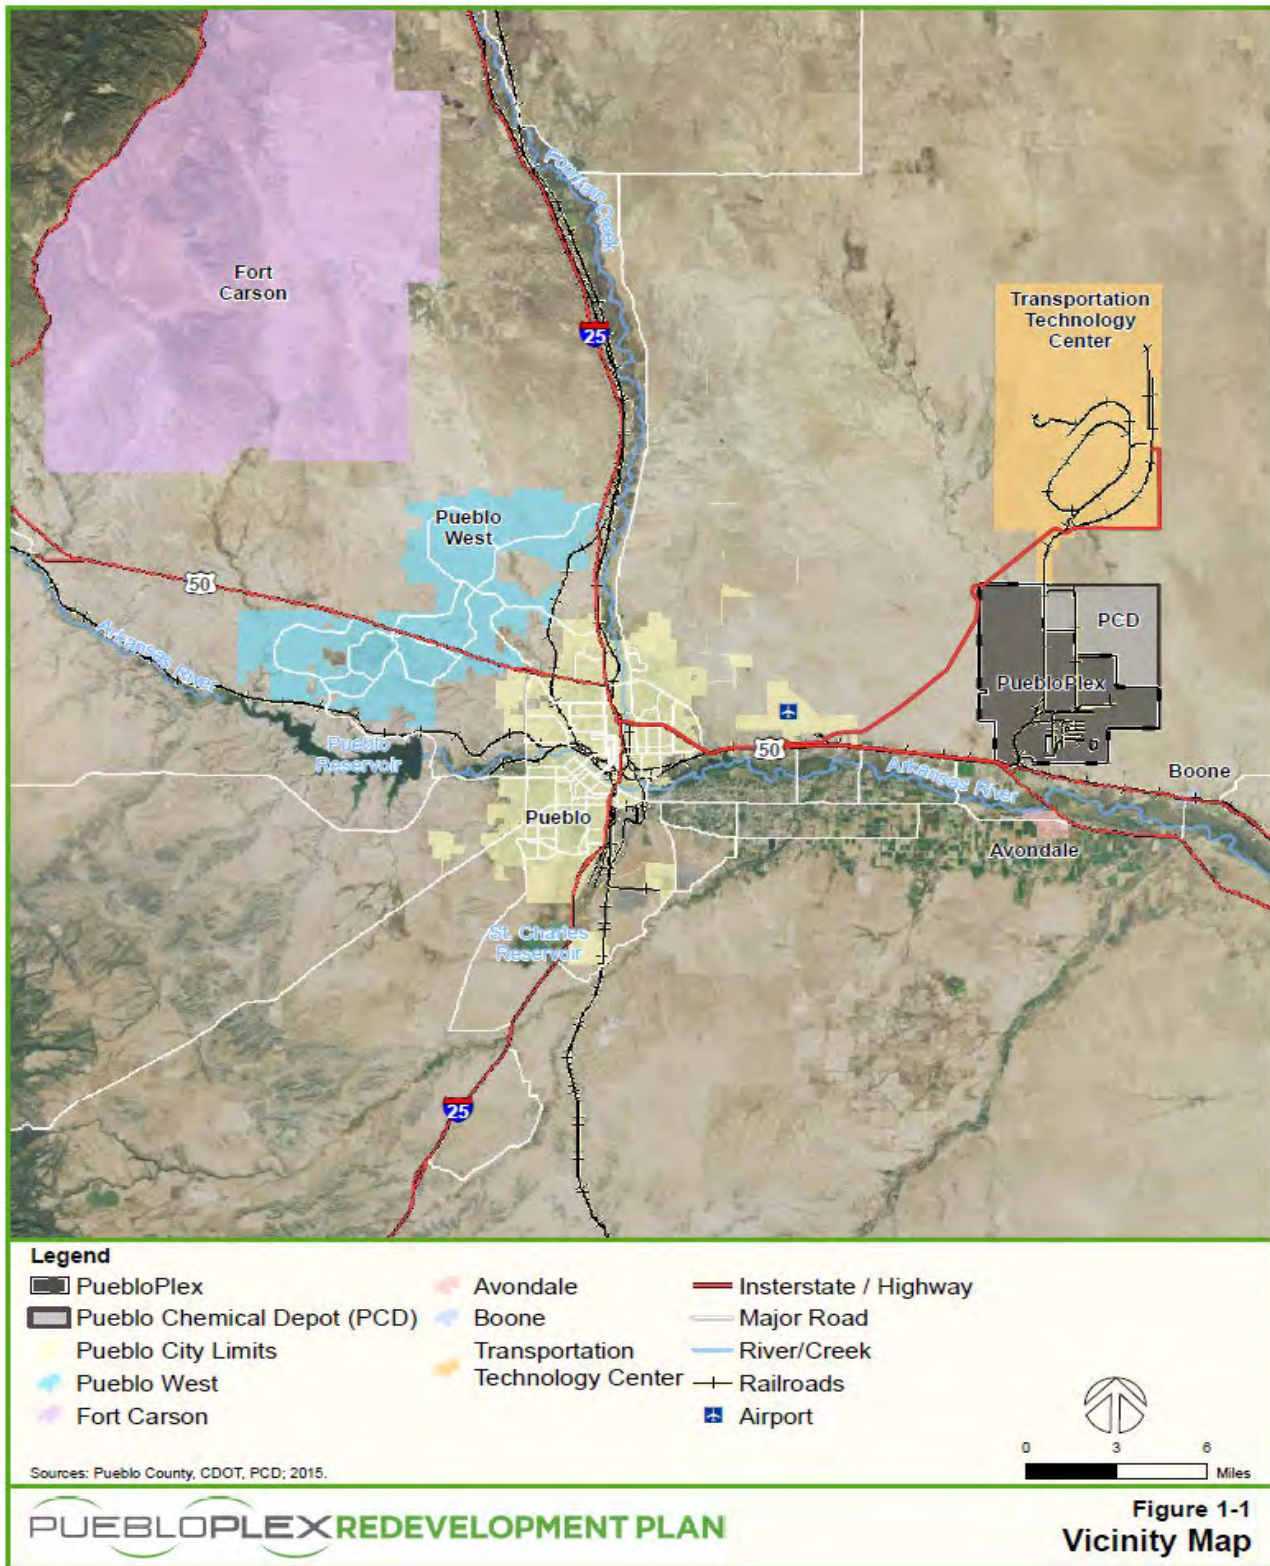 Fountain Creek
Fort
Carson
Transportation
Technology
Center
25
Pueblo
West
50
Arkansas River
PCD
PuebloPlex
Pueblo
Reservoir
50
Arkansas River
Boone
Pueblo
Avondale
St. Charles
Reservoir
25
Legend
PuebloPlex
Pueblo Chemical Depot (PCD)
Pueblo City Limits
Pueblo West
Fort Carson
Avondale
Boone
Transportation
Technology Center
Insterstate / Highway
Major Road
River/Creek
Railroads
Airport
0 3 6
Miles
Sources: Pueblo County, CDOT, PCD; 2015.
PUEBLOPLEX REDEVELOPMENT PLAN
Figure 1-1
Vicinity Map